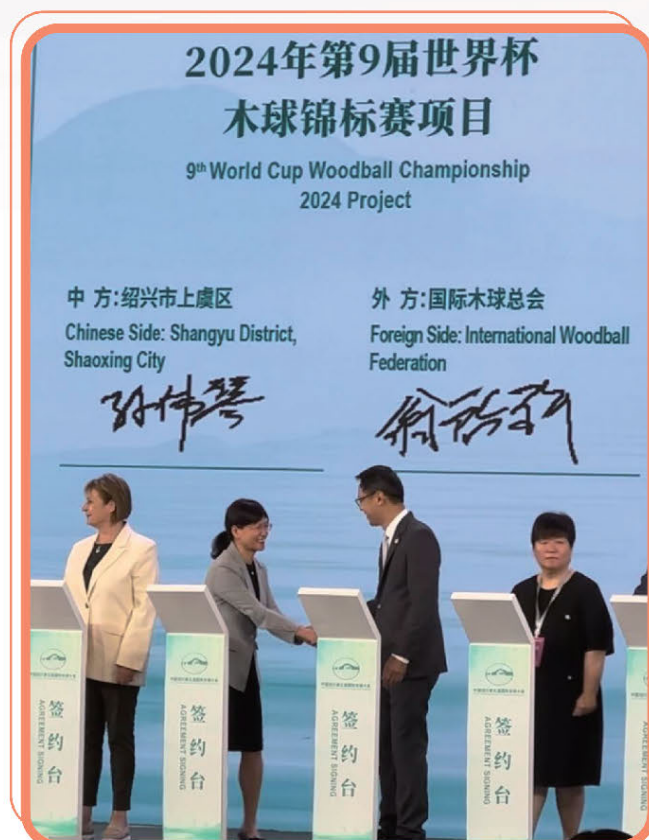 2024年第9届世界杯
木球锦标赛项目
9th World Cup Woodball Championship
2024 Project
中 方:绍兴市上虞区
Chinese Side: Shangyu District,
Shaoxing City
外 方:国际木球总会
Foreign Side: International Woodball
Federation
孙伟琴
签约台
AGREEMENT SIGNING
签约台
AGREEMENT SIGNING
签约台
AGREEMENT SIGNING
签约台
AGREEMENT SIGNING